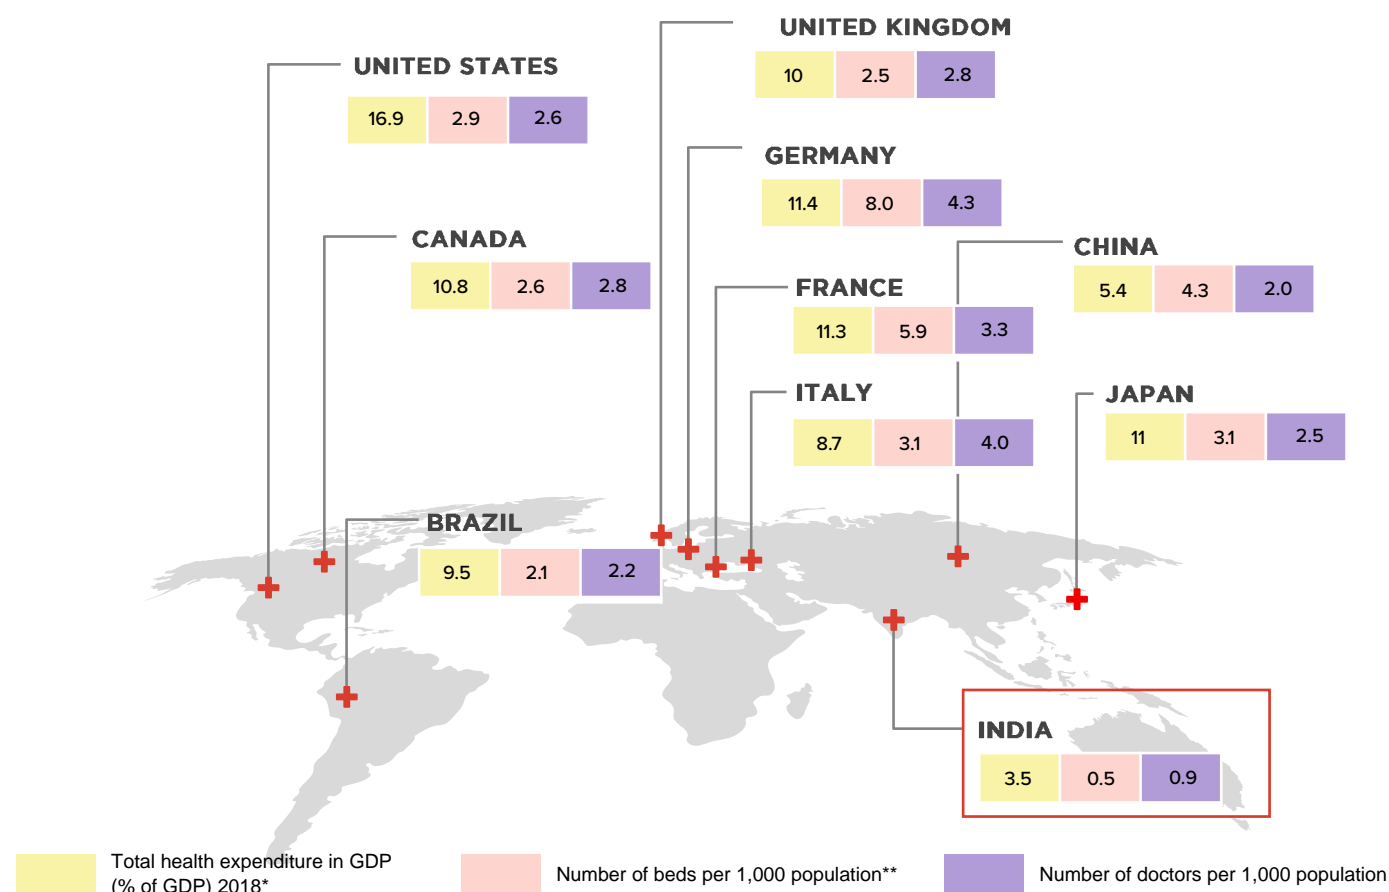 UNITED KINGDOM
10 2.5 2.8
UNITED STATES
16.9 2.9 2.6
GERMANY
11.4 8.0 4.3
CANADA
10.8 2.6 2.8
CHINA
5.4 4.3 2.0
FRANCE
11.3 5.9 3.3
ITALY
8.7 3.1 4.0
JAPAN
11 3.1 2.5
BRAZIL
9.5 2.1 2.2
INDIA
3.5 0.5 0.9
Total health expenditure in GDP
(% of GDP) 2018*
Number of beds per 1,000 population**
Number of doctors per 1,000 population